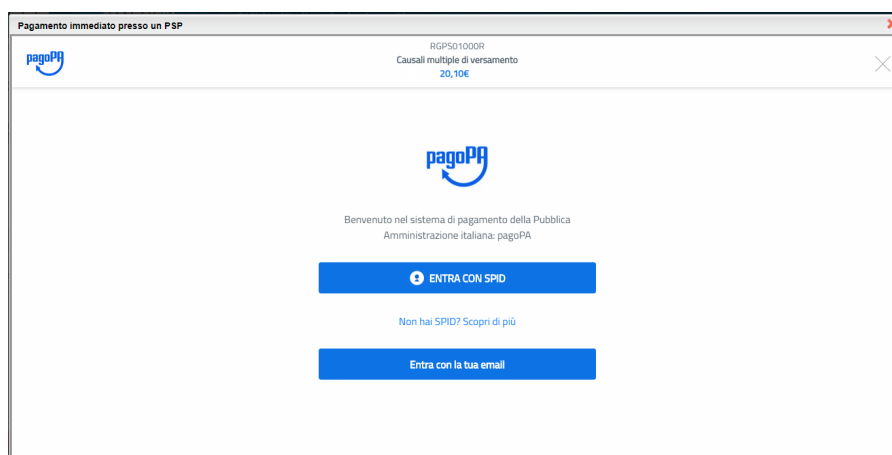 Pagamento immediato presso un PSP
pagoPA
RGPS01000R
Causali multiple di versamento
20,10€
pagoPA
Benvenuto nel sistema di pagamento della Pubblica
Amministrazione italiana: pagoPA
ENTRA CON SPID
Non hai SPID? Scopri di più
Entra con la tua email